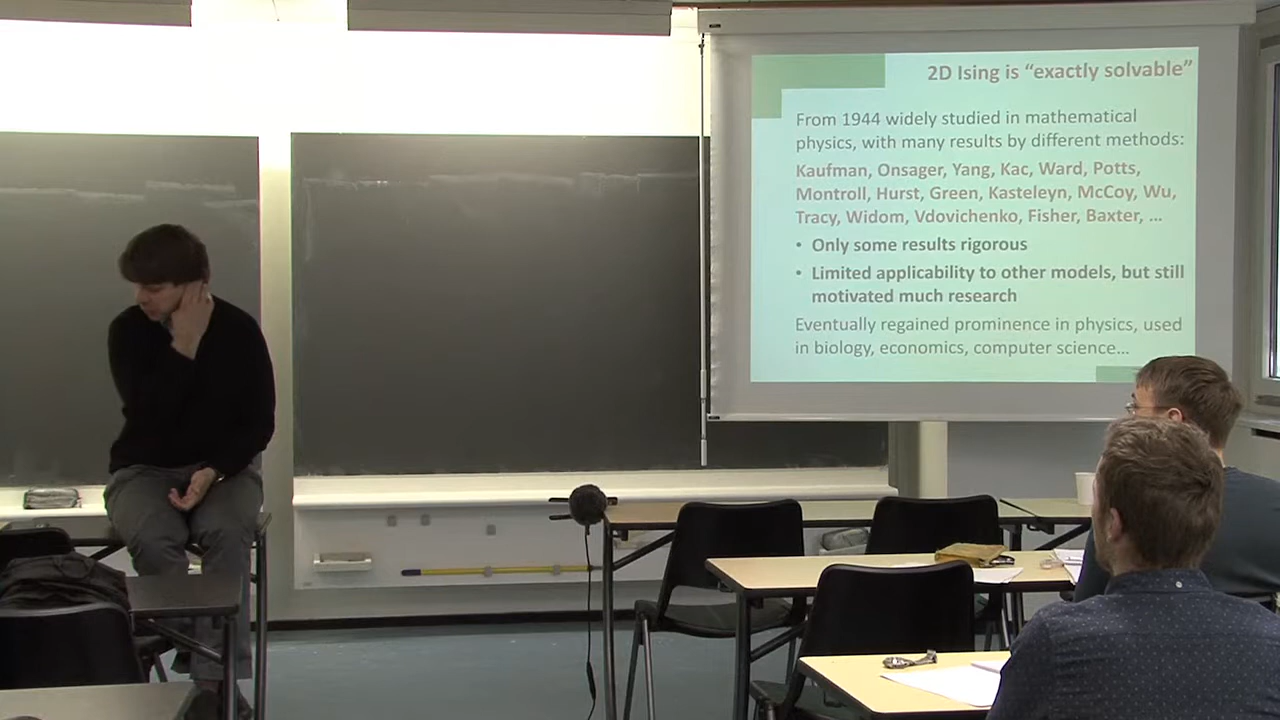 2D Ising is “exactly solvable”
From 1944 widely studied in mathematical
physics, with many results by different methods:
Kaufman, Onsager, Yang, Kac, Ward, Potts,
Montroll, Hurst, Green, Kasteleyn, McCoy, Wu,
Tracy, Widom, Vdovichenko, Fisher, Baxter, …
• Only some results rigorous
• Limited applicability to other models, but still
motivated much research
Eventually regained prominence in physics, used
in biology, economics, computer science…